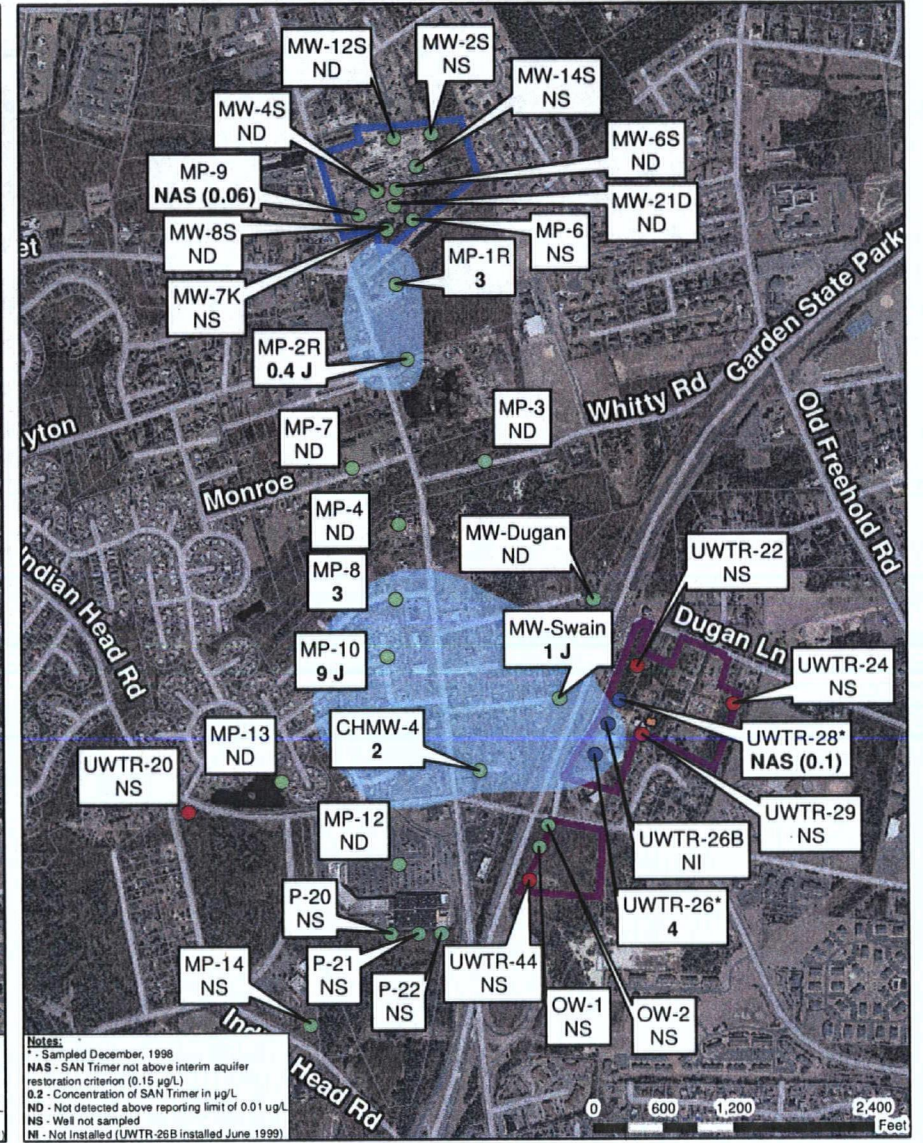 MW-12S
ND
MW-2S
NS
MW-14S
NS
MW-4S
ND
MW-6S
ND
MP-9
NAS (0.06)
MW-21D
ND
MW-8S
ND
MP-6
NS
MP-1R
3
MW-7K
NS
et
Garden State Park
MP-2R
0.4 J
Whitty Rd
Old Freehold Rd
yton
MP-7
ND
MP-3
ND
Monroe
MP-4
ND
MW-Dugan
ND
UWTR-22
NS
MP-8
3
Indian Head Rd
Dugan Ln
MW-Swain
1 J
MP-10
9 J
UWTR-24
NS
MP-13
ND
CHMW-4
2
UWTR-28*
NAS (0.1)
UWTR-20
NS
UWTR-29
NS
MP-12
ND
UWTR-26B
NI
P-20
NS
UWTR-26*
4
MP-14
NS
P-21
NS
P-22
NS
UWTR-44
NS
OW-1
NS
OW-2
NS
Head Rd
Notes:
* - Sampled December, 1998
NAS - SAN Trimer not above interim aquifer
restoration criterion (0.15 µg/L)
0.2 - Concentration of SAN Trimer in µg/L
ND - Not detected above reporting limit of 0.01 ug/L
NS - Well not sampled
NI - Not Installed (UWTR-26B installed June 1999)
0 600 1,200 2,400
Feet